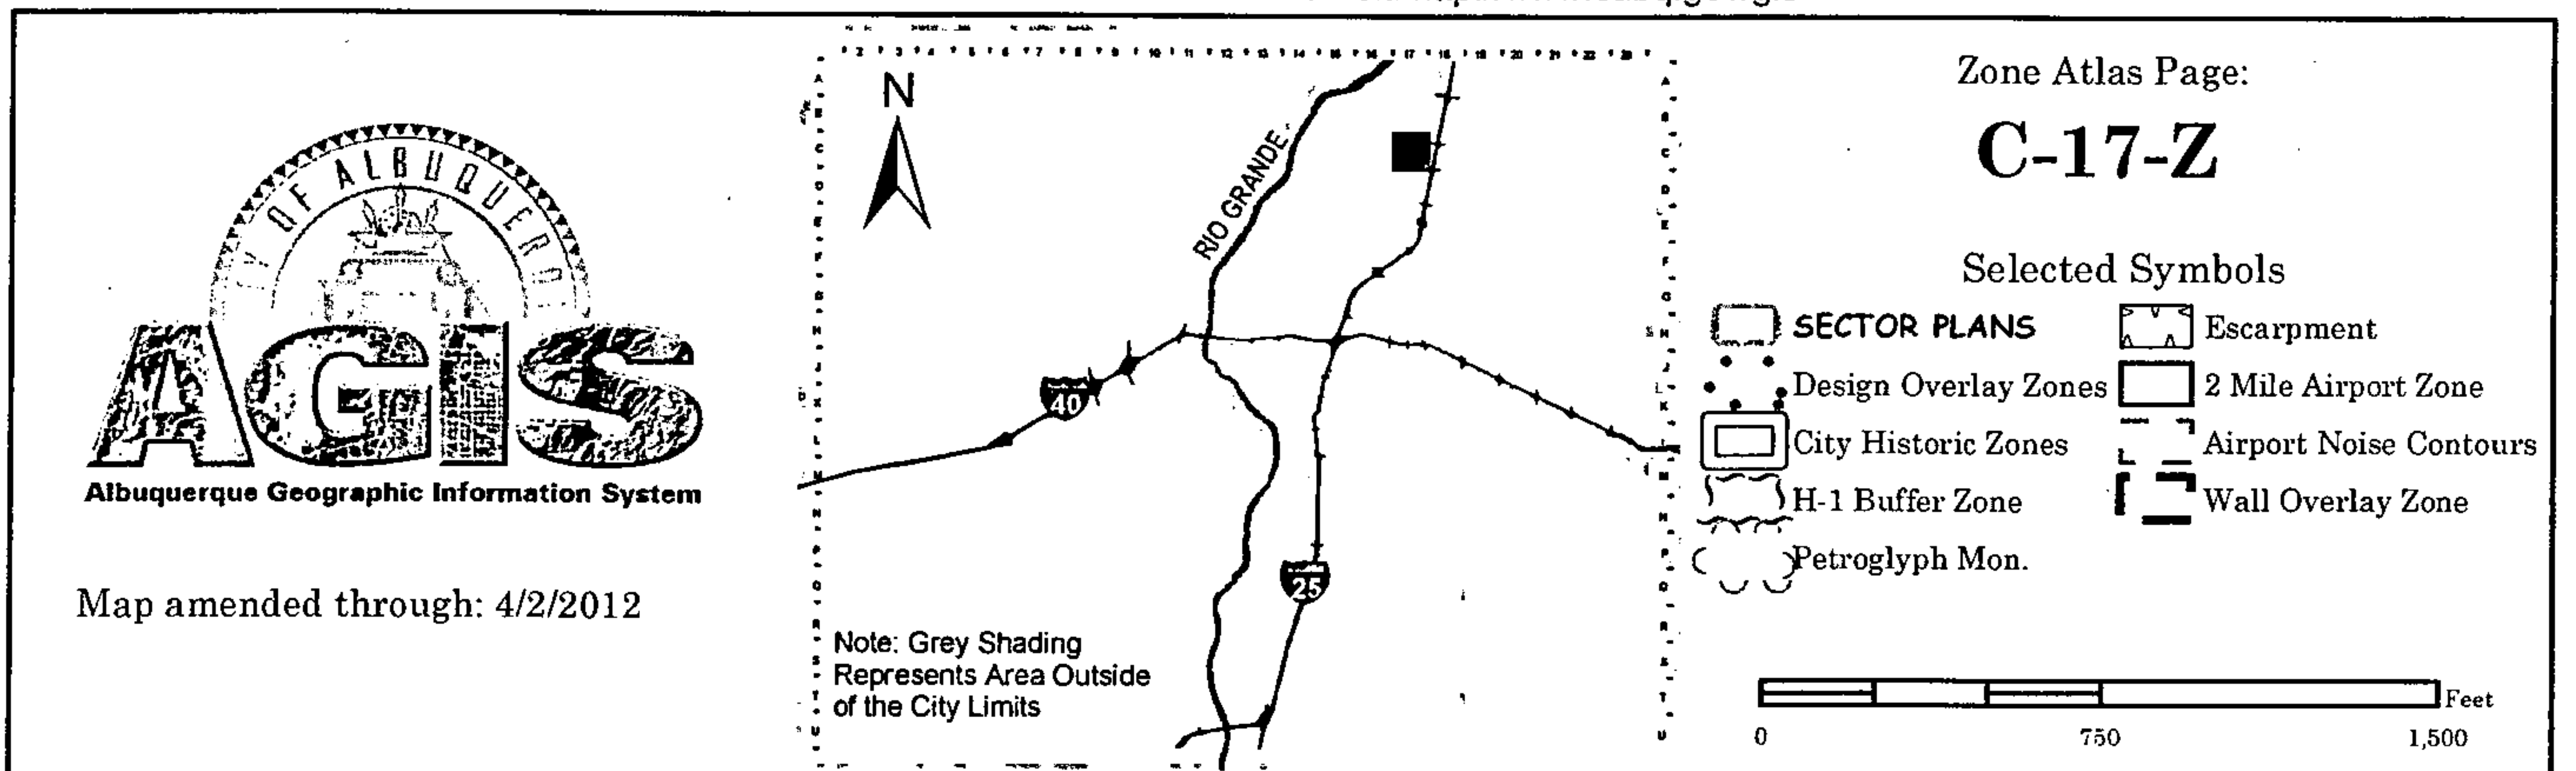 CITY OF ALBUQUERQUE
AGIS
Albuquerque Geographic Information System
Map amended through: 4/2/2012
N
RIO GRANDE
40
25
Note: Grey Shading
Represents Area Outside
of the City Limits
Zone Atlas Page:
C-17-Z
Selected Symbols
SECTOR PLANS
Design Overlay Zones
City Historic Zones
H-1 Buffer Zone
Petroglyph Mon.
Escarpment
2 Mile Airport Zone
Airport Noise Contours
Wall Overlay Zone
Feet
0 750 1,500